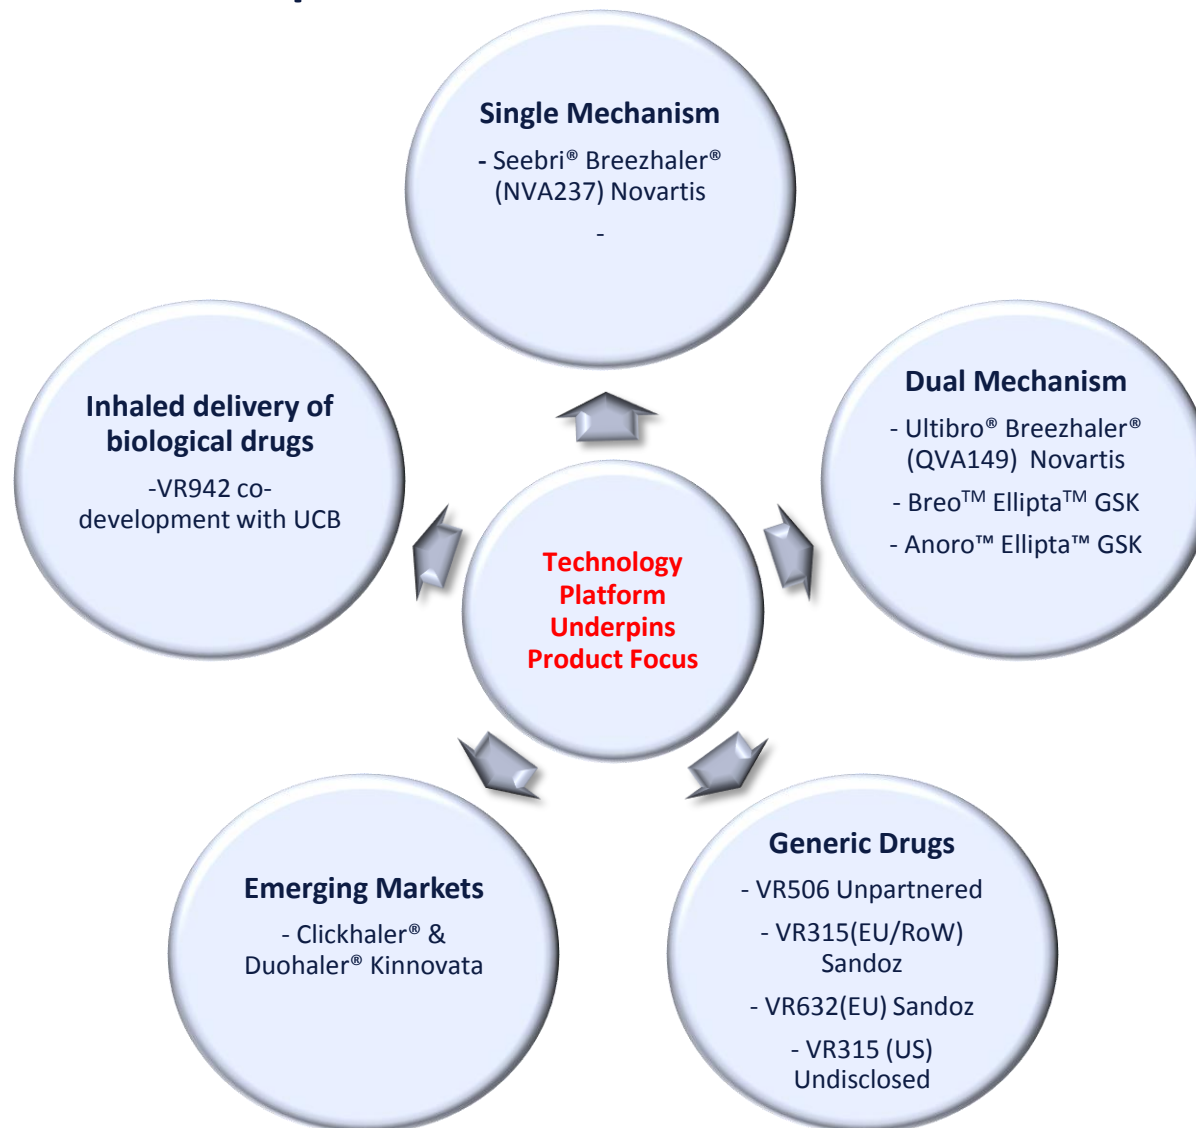 Single Mechanism
- Seebri® Breezhaler®
(NVA237) Novartis
-
Inhaled delivery of
biological drugs
-VR942 co-
development with UCB
Dual Mechanism
- Ultibro® Breezhaler®
(QVA149) Novartis
- Breo™ Ellipta™ GSK
- Anoro™ Ellipta™ GSK
Technology
Platform
Underpins
Product Focus
Emerging Markets
- Clickhaler® &
Duohaler® Kinnovata
Generic Drugs
- VR506 Unpartnered
- VR315(EU/RoW)
Sandoz
- VR632(EU) Sandoz
- VR315 (US)
Undisclosed